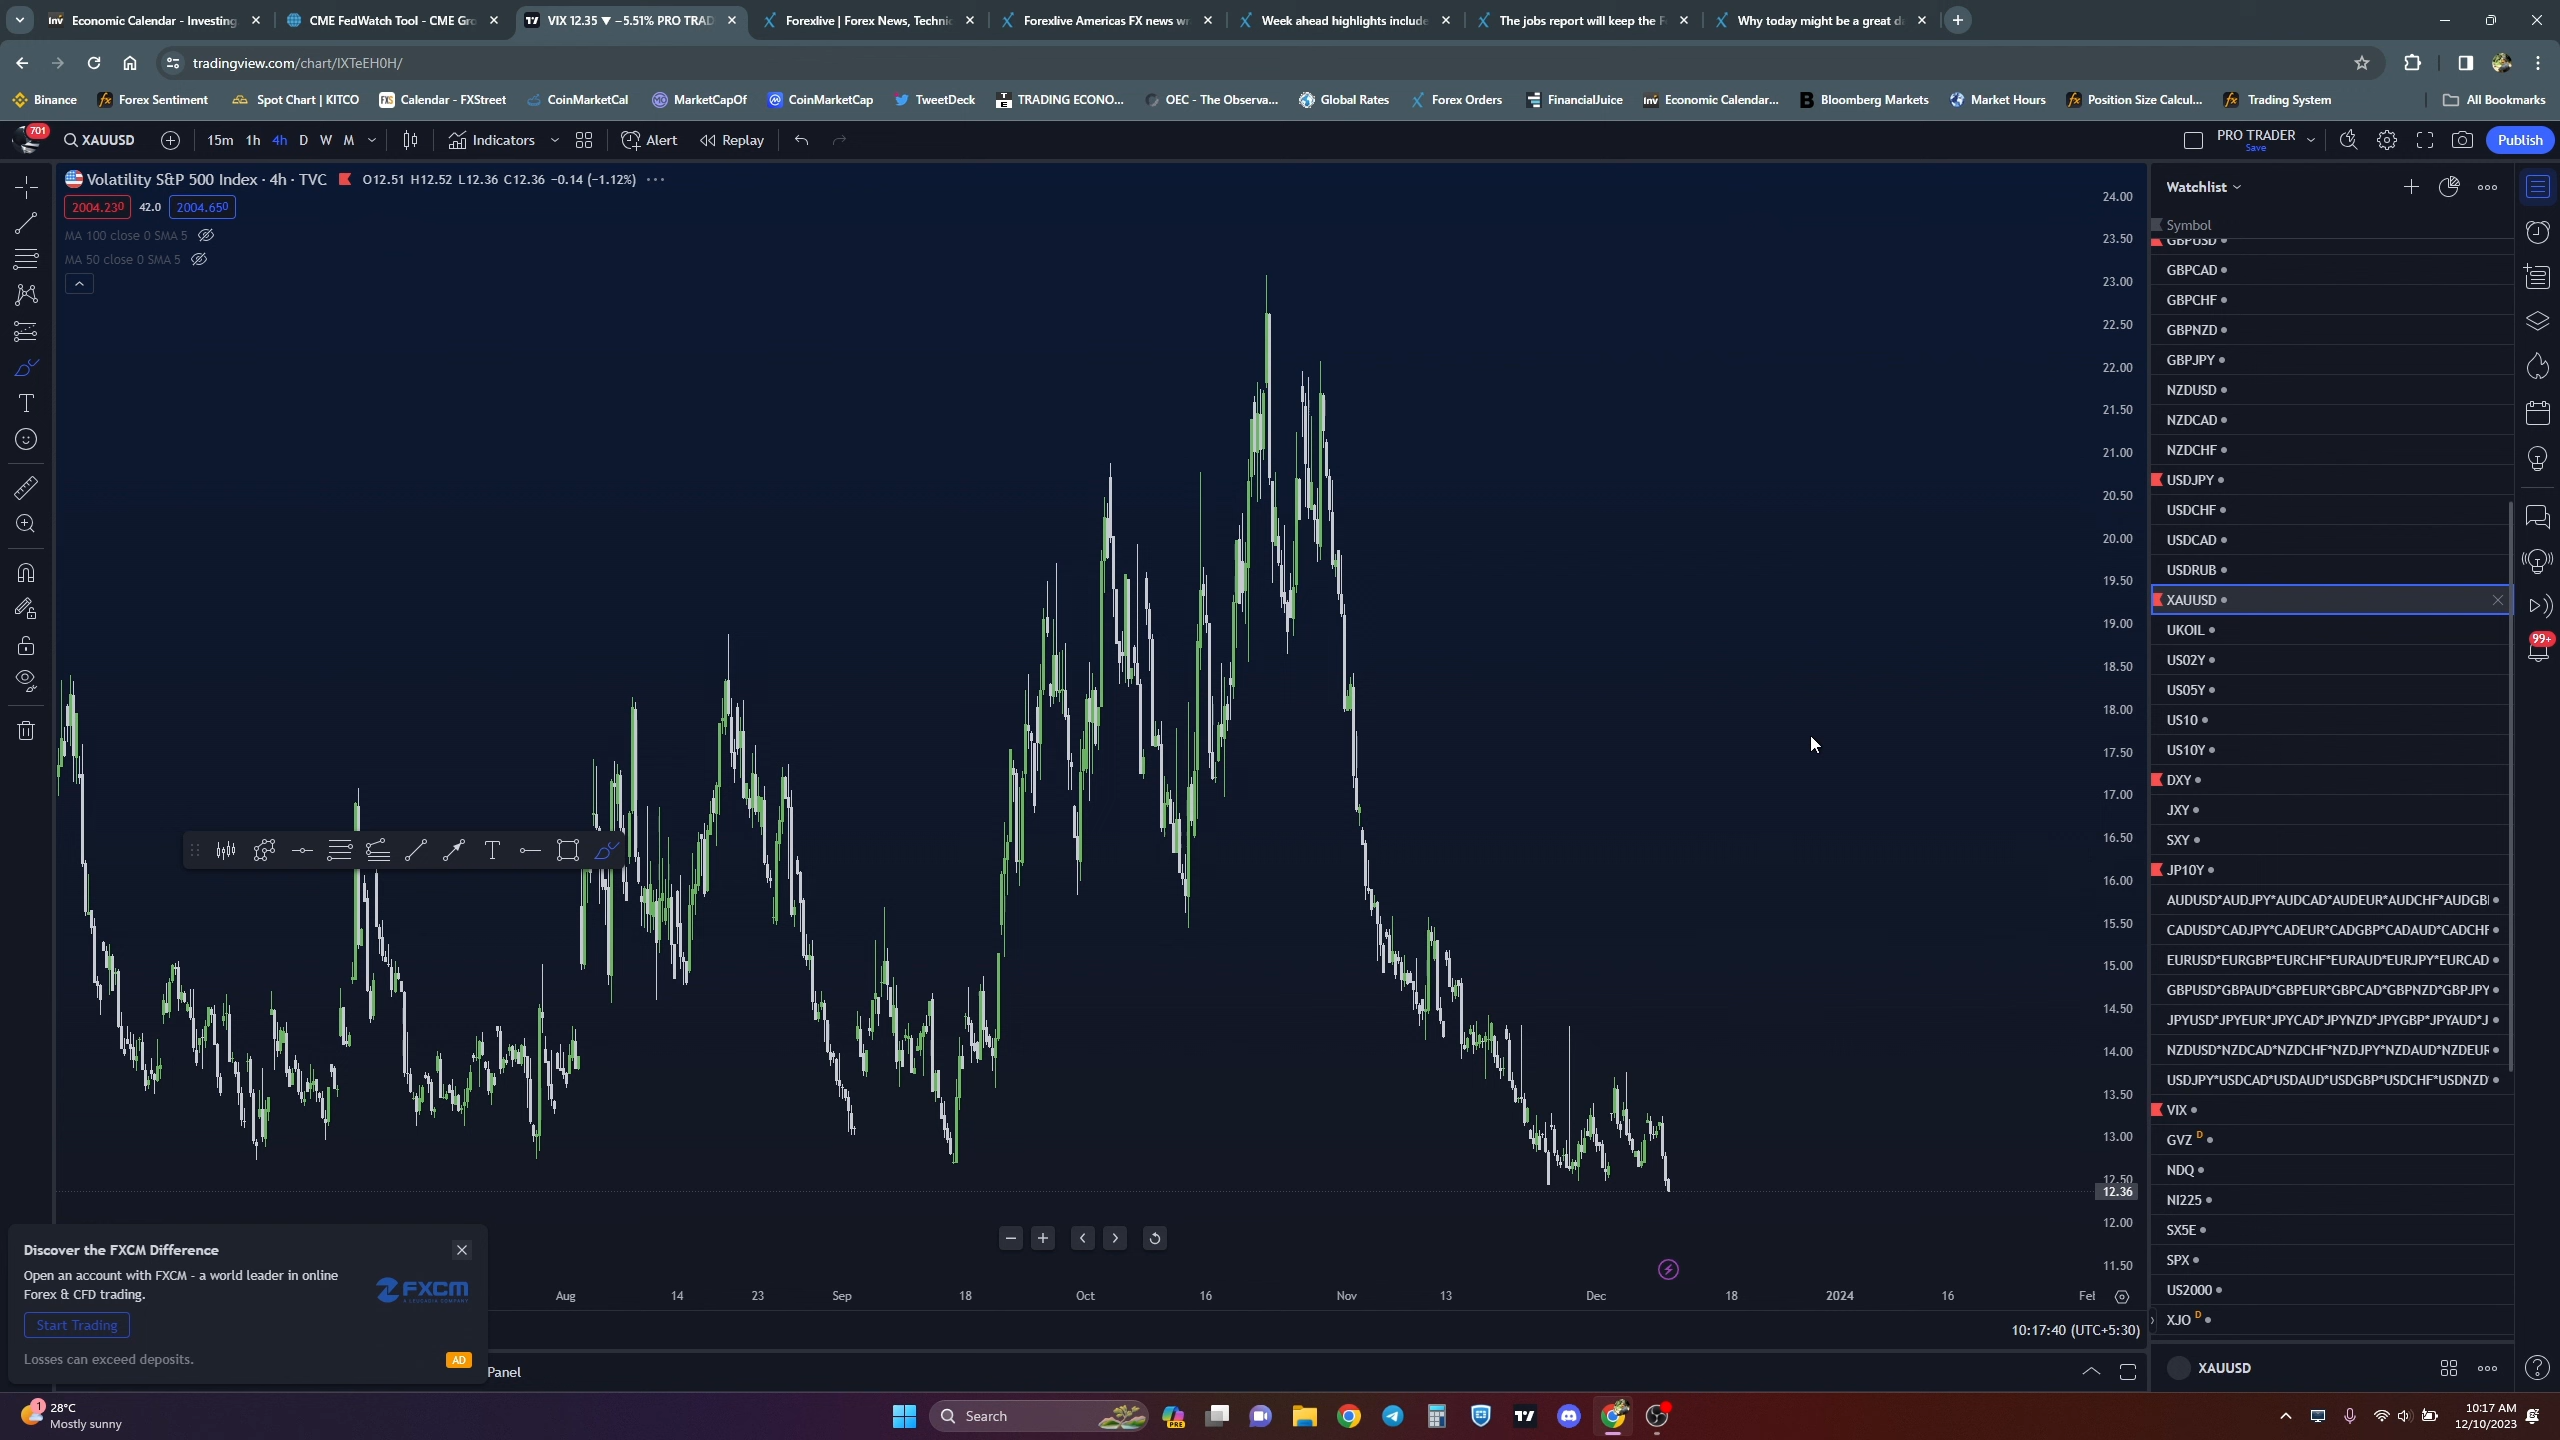 Economic Calendar - Investing
CME FedWatch Tool - CME Gro
VIX 12.35 ▼ −5.51% PRO TRAD
Forexlive | Forex News, Technic
Forexlive Americas FX news wr
Week ahead highlights include
The jobs report will keep the F
Why today might be a great d
tradingview.com/chart/IXTeEH0H/
Binance
Forex Sentiment
Spot Chart | KITCO
Calendar - FXStreet
CoinMarketCal
MarketCapOf
CoinMarketCap
TweetDeck
TRADING ECONO...
OEC - The Observa...
Global Rates
Forex Orders
FinancialJuice
Economic Calendar...
Bloomberg Markets
Market Hours
Position Size Calcul...
Trading System
All Bookmarks
701
XAUUSD
15m 1h 4h D W M
Indicators
Alert
Replay
PRO TRADER
Save
Publish
Volatility S&P 500 Index · 4h · TVC
O12.51 H12.52 L12.36 C12.36 −0.14 (−1.12%)
2004.230 42.0 2004.650
MA 100 close 0 SMA 5
MA 50 close 0 SMA 5
24.00
23.50
23.00
22.50
22.00
21.50
21.00
20.50
20.00
19.50
19.00
18.50
18.00
17.50
17.00
16.50
16.00
15.50
15.00
14.50
14.00
13.50
13.00
12.50
12.36
12.00
11.50
Aug 14 23 Sep 18 Oct 16 Nov 13 Dec 18 2024 16 Fel
10:17:40 (UTC+5:30)
Panel
Discover the FXCM Difference
Open an account with FXCM - a world leader in online
Forex & CFD trading.
FXCM
Start Trading
Losses can exceed deposits.
AD
Watchlist
Symbol
GBPUSD
GBPCAD
GBPCHF
GBPNZD
GBPJPY
NZDUSD
NZDCAD
NZDCHF
USDJPY
USDCHF
USDCAD
USDRUB
XAUUSD
UKOIL
US02Y
US05Y
US10
US10Y
DXY
JXY
SXY
JP10Y
AUDUSD*AUDJPY*AUDCAD*AUDEUR*AUDCHF*AUDGBI
CADUSD*CADJPY*CADEUR*CADGBP*CADAUD*CADCHF
EURUSD*EURGBP*EURCHF*EURAUD*EURJPY*EURCAD
GBPUSD*GBPAUD*GBPEUR*GBPCAD*GBPNZD*GBPJPY
JPYUSD*JPYEUR*JPYCAD*JPYNZD*JPYGBP*JPYAUD*J
NZDUSD*NZDCAD*NZDCHF*NZDJPY*NZDAUD*NZDEUR
USDJPY*USDCAD*USDAUD*USDGBP*USDCHF*USDNZD
VIX
GVZ D
NDQ
NI225
SX5E
SPX
US2000
XJO D
XAUUSD
99+
1
28°C
Mostly sunny
Search
PRE
10:17 AM
12/10/2023